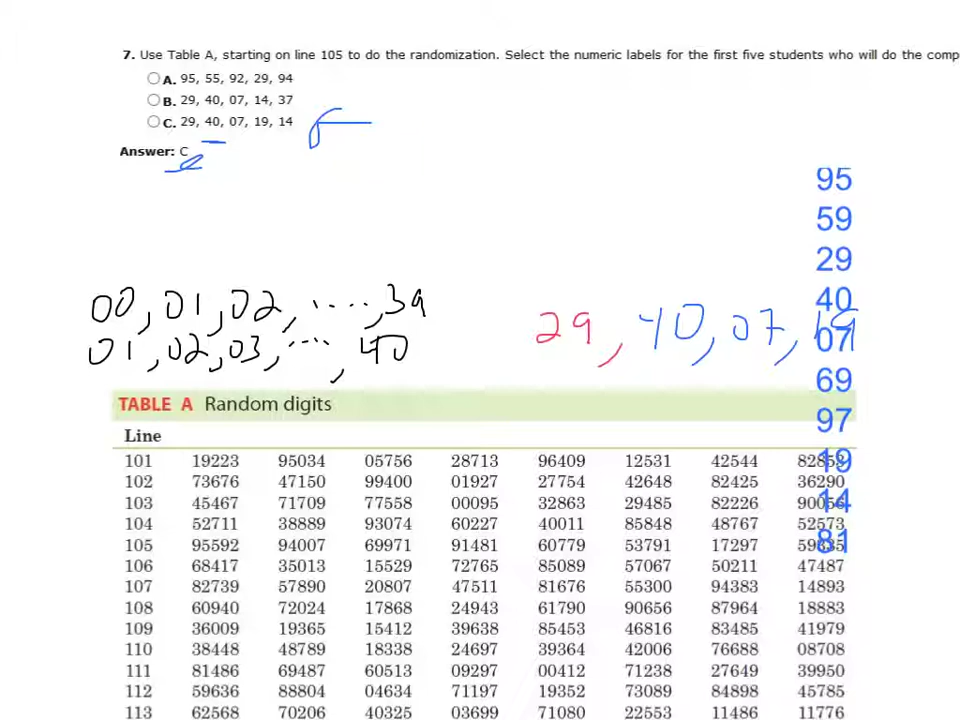 7. Use Table A, starting on line 105 to do the randomization. Select the numeric labels for the first five students who will do the comp
A. 95, 55, 92, 29, 94
B. 29, 40, 07, 14, 37
C. 29, 40, 07, 19, 14
Answer: C
95
59
29
40
07
69
97
19
14
81
00, 01, 02, ....., 39
01, 02, 03, ...., 40
29, 40, 07, 19
TABLE A Random digits
Line
101 19223 95034 05756 28713 96409 12531 42544 82853
102 73676 47150 99400 01927 27754 42648 82425 36290
103 45467 71709 77558 00095 32863 29485 82226 90056
104 52711 38889 93074 60227 40011 85848 48767 52573
105 95592 94007 69971 91481 60779 53791 17297 59335
106 68417 35013 15529 72765 85089 57067 50211 47487
107 82739 57890 20807 47511 81676 55300 94383 14893
108 60940 72024 17868 24943 61790 90656 87964 18883
109 36009 19365 15412 39638 85453 46816 83485 41979
110 38448 48789 18338 24697 39364 42006 76688 08708
111 81486 69487 60513 09297 00412 71238 27649 39950
112 59636 88804 04634 71197 19352 73089 84898 45785
113 62568 70206 40325 03699 71080 22553 11486 11776